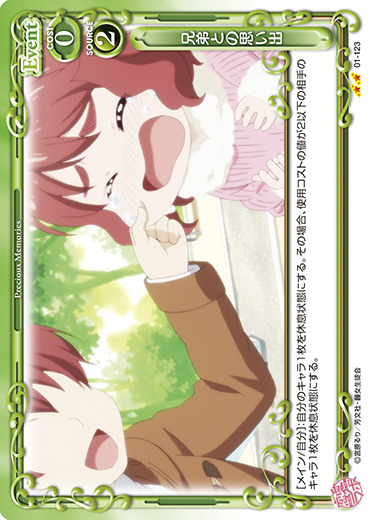 Event
COST
0
SOURCE
2
兄弟との思い出
Precious Memories
[メイン/自分]:自分のキャラ1枚を休息状態にする。その場合、使用コストの値が2以下の相手の
キャラ1枚を休息状態にする。
©宮原るり/芳文社・藤女生徒会
01-123